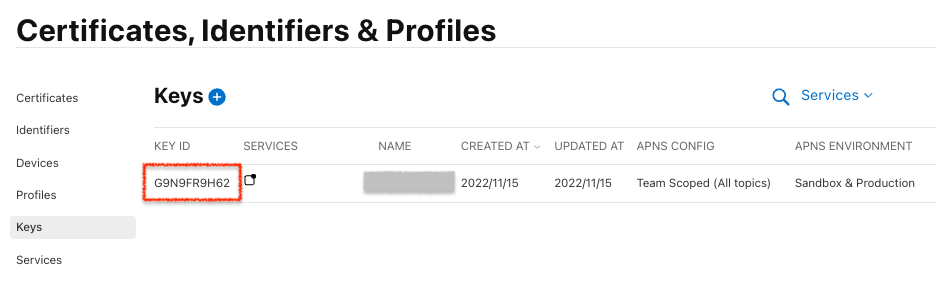 Certificates, Identifiers & Profiles
Certificates
Identifiers
Devices
Profiles
Keys
Services
Keys
Services
KEY ID SERVICES NAME CREATED AT UPDATED AT APNS CONFIG APNS ENVIRONMENT
G9N9FR9H62 2022/11/15 2022/11/15 Team Scoped (All topics) Sandbox & Production